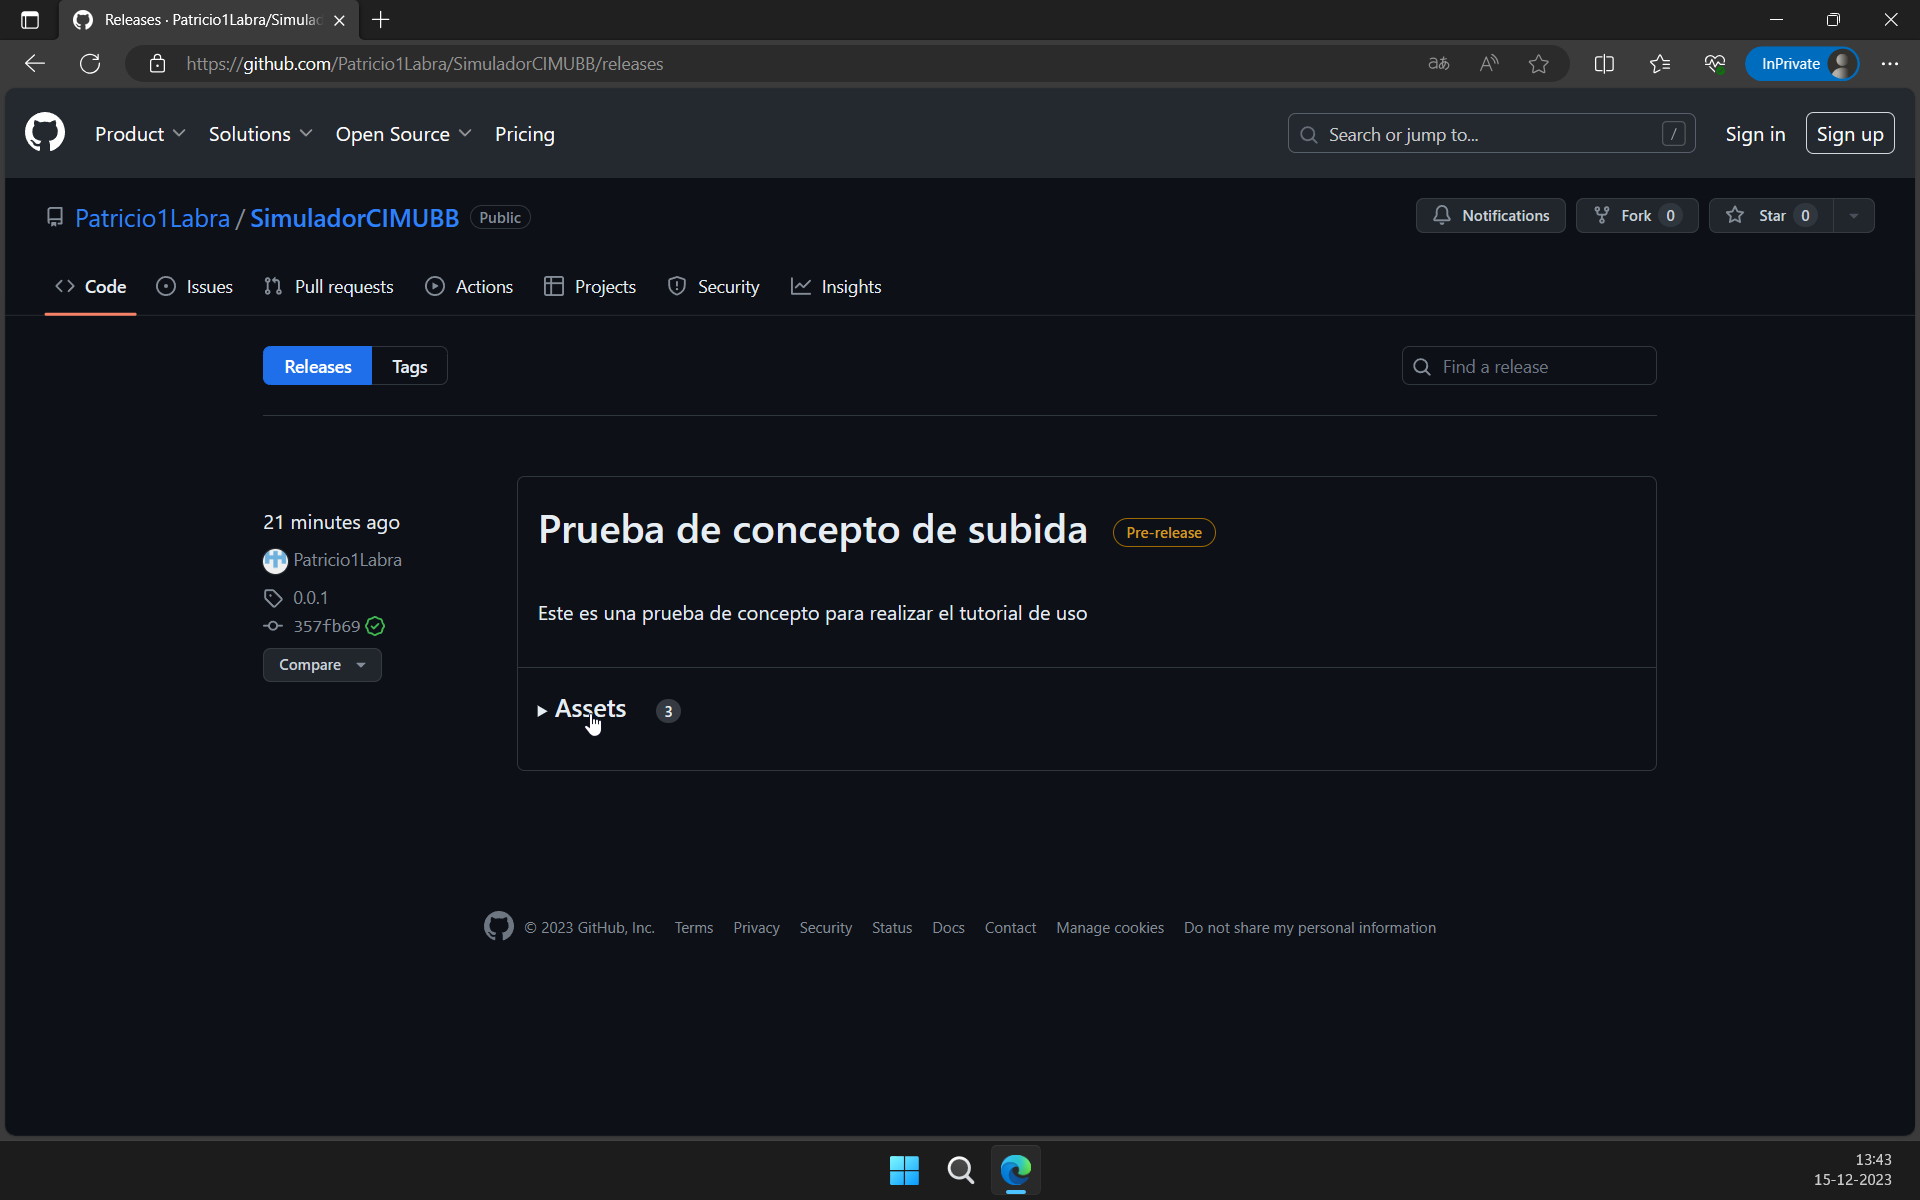 Releases · Patricio1Labra/Simulad
https://github.com/Patricio1Labra/SimuladorCIMUBB/releases
aあ
InPrivate
Product
Solutions
Open Source
Pricing
Search or jump to...
/
Sign in
Sign up
Patricio1Labra / SimuladorCIMUBB
Public
Notifications
Fork 0
Star 0
Code
Issues
Pull requests
Actions
Projects
Security
Insights
Releases
Tags
Find a release
21 minutes ago
Patricio1Labra
0.0.1
357fb69
Compare
Prueba de concepto de subida
Pre-release
Este es una prueba de concepto para realizar el tutorial de uso
Assets 3
© 2023 GitHub, Inc.
Terms
Privacy
Security
Status
Docs
Contact
Manage cookies
Do not share my personal information
13:43
15-12-2023